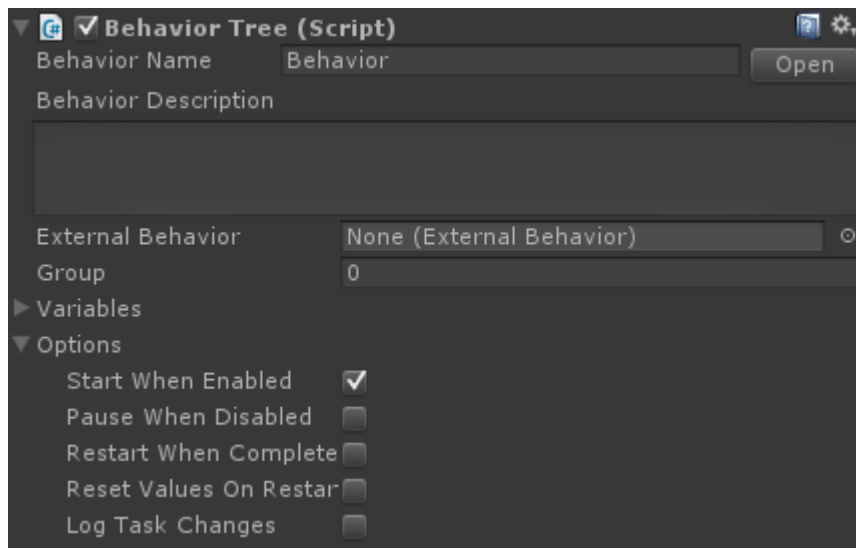 Behavior Tree (Script)
Behavior Name Behavior Open
Behavior Description
External Behavior None (External Behavior)
Group 0
Variables
Options
Start When Enabled
Pause When Disabled
Restart When Complete
Reset Values On Restar
Log Task Changes